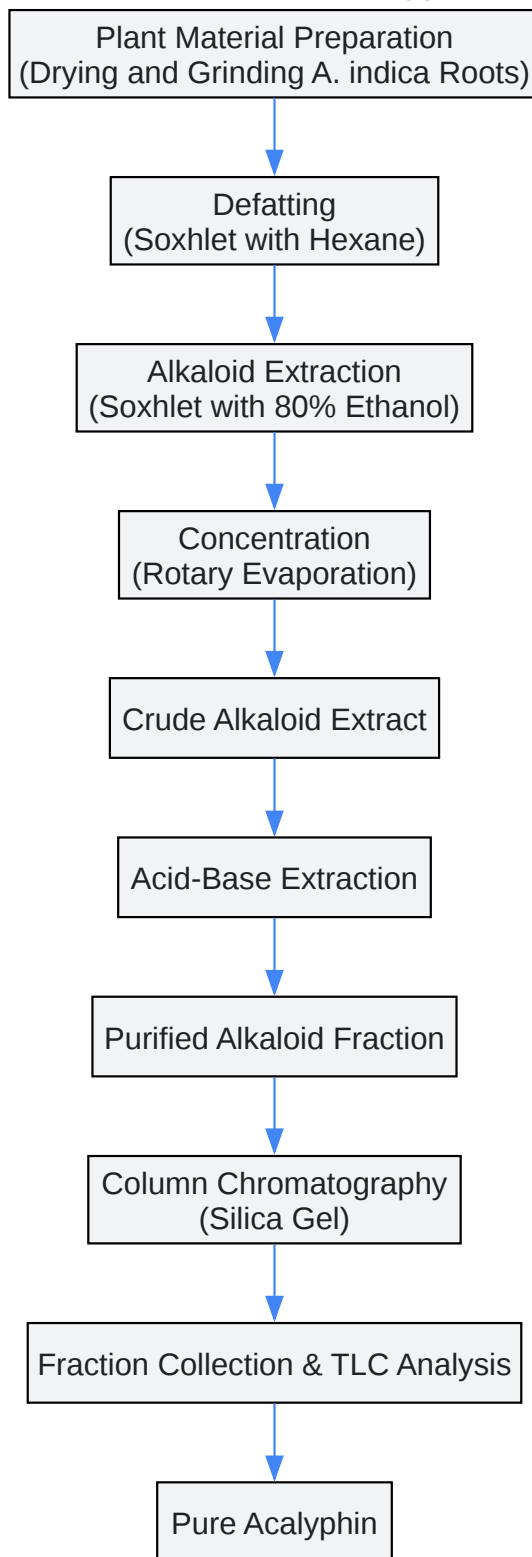 Plant Material Preparation
(Drying and Grinding A. indica Roots)
Defatting
(Soxhlet with Hexane)
Alkaloid Extraction
(Soxhlet with 80% Ethanol)
Concentration
(Rotary Evaporation)
Crude Alkaloid Extract
Acid-Base Extraction
Purified Alkaloid Fraction
Column Chromatography
(Silica Gel)
Fraction Collection & TLC Analysis
Pure Acalyphin